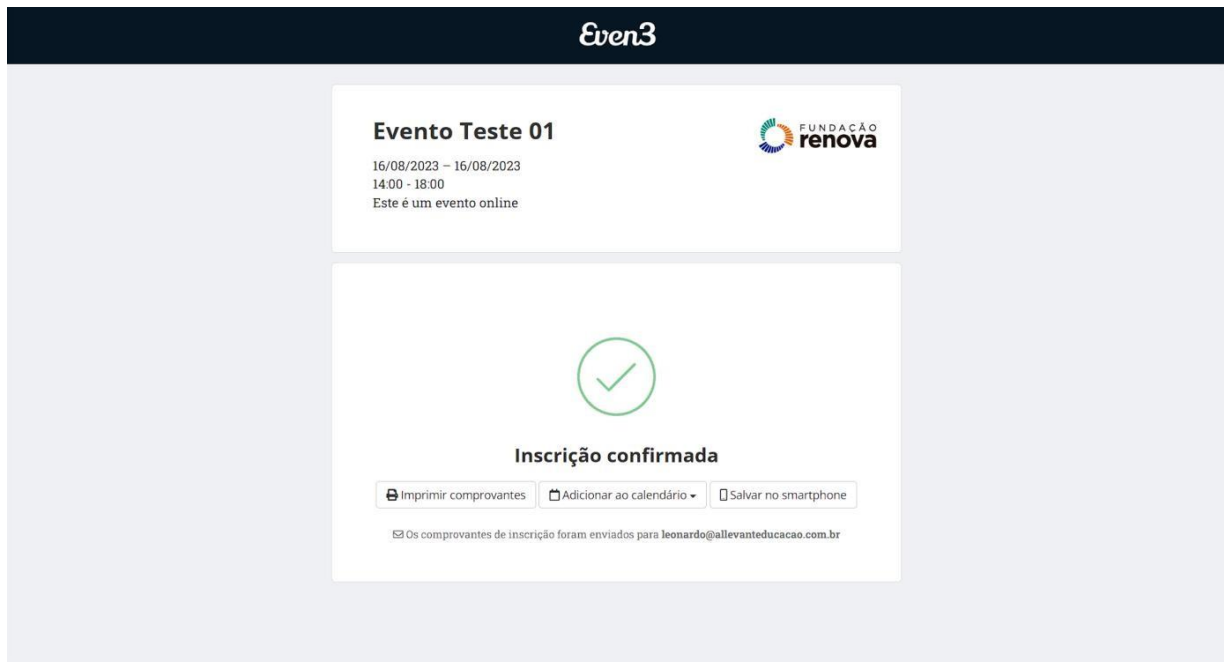 Even3
Evento Teste 01
FUNDAÇÃO
renova
16/08/2023 – 16/08/2023
14:00 - 18:00
Este é um evento online
Inscrição confirmada
Imprimir comprovantes
Adicionar ao calendário
Salvar no smartphone
Os comprovantes de inscrição foram enviados para leonardo@allevanteducacao.com.br